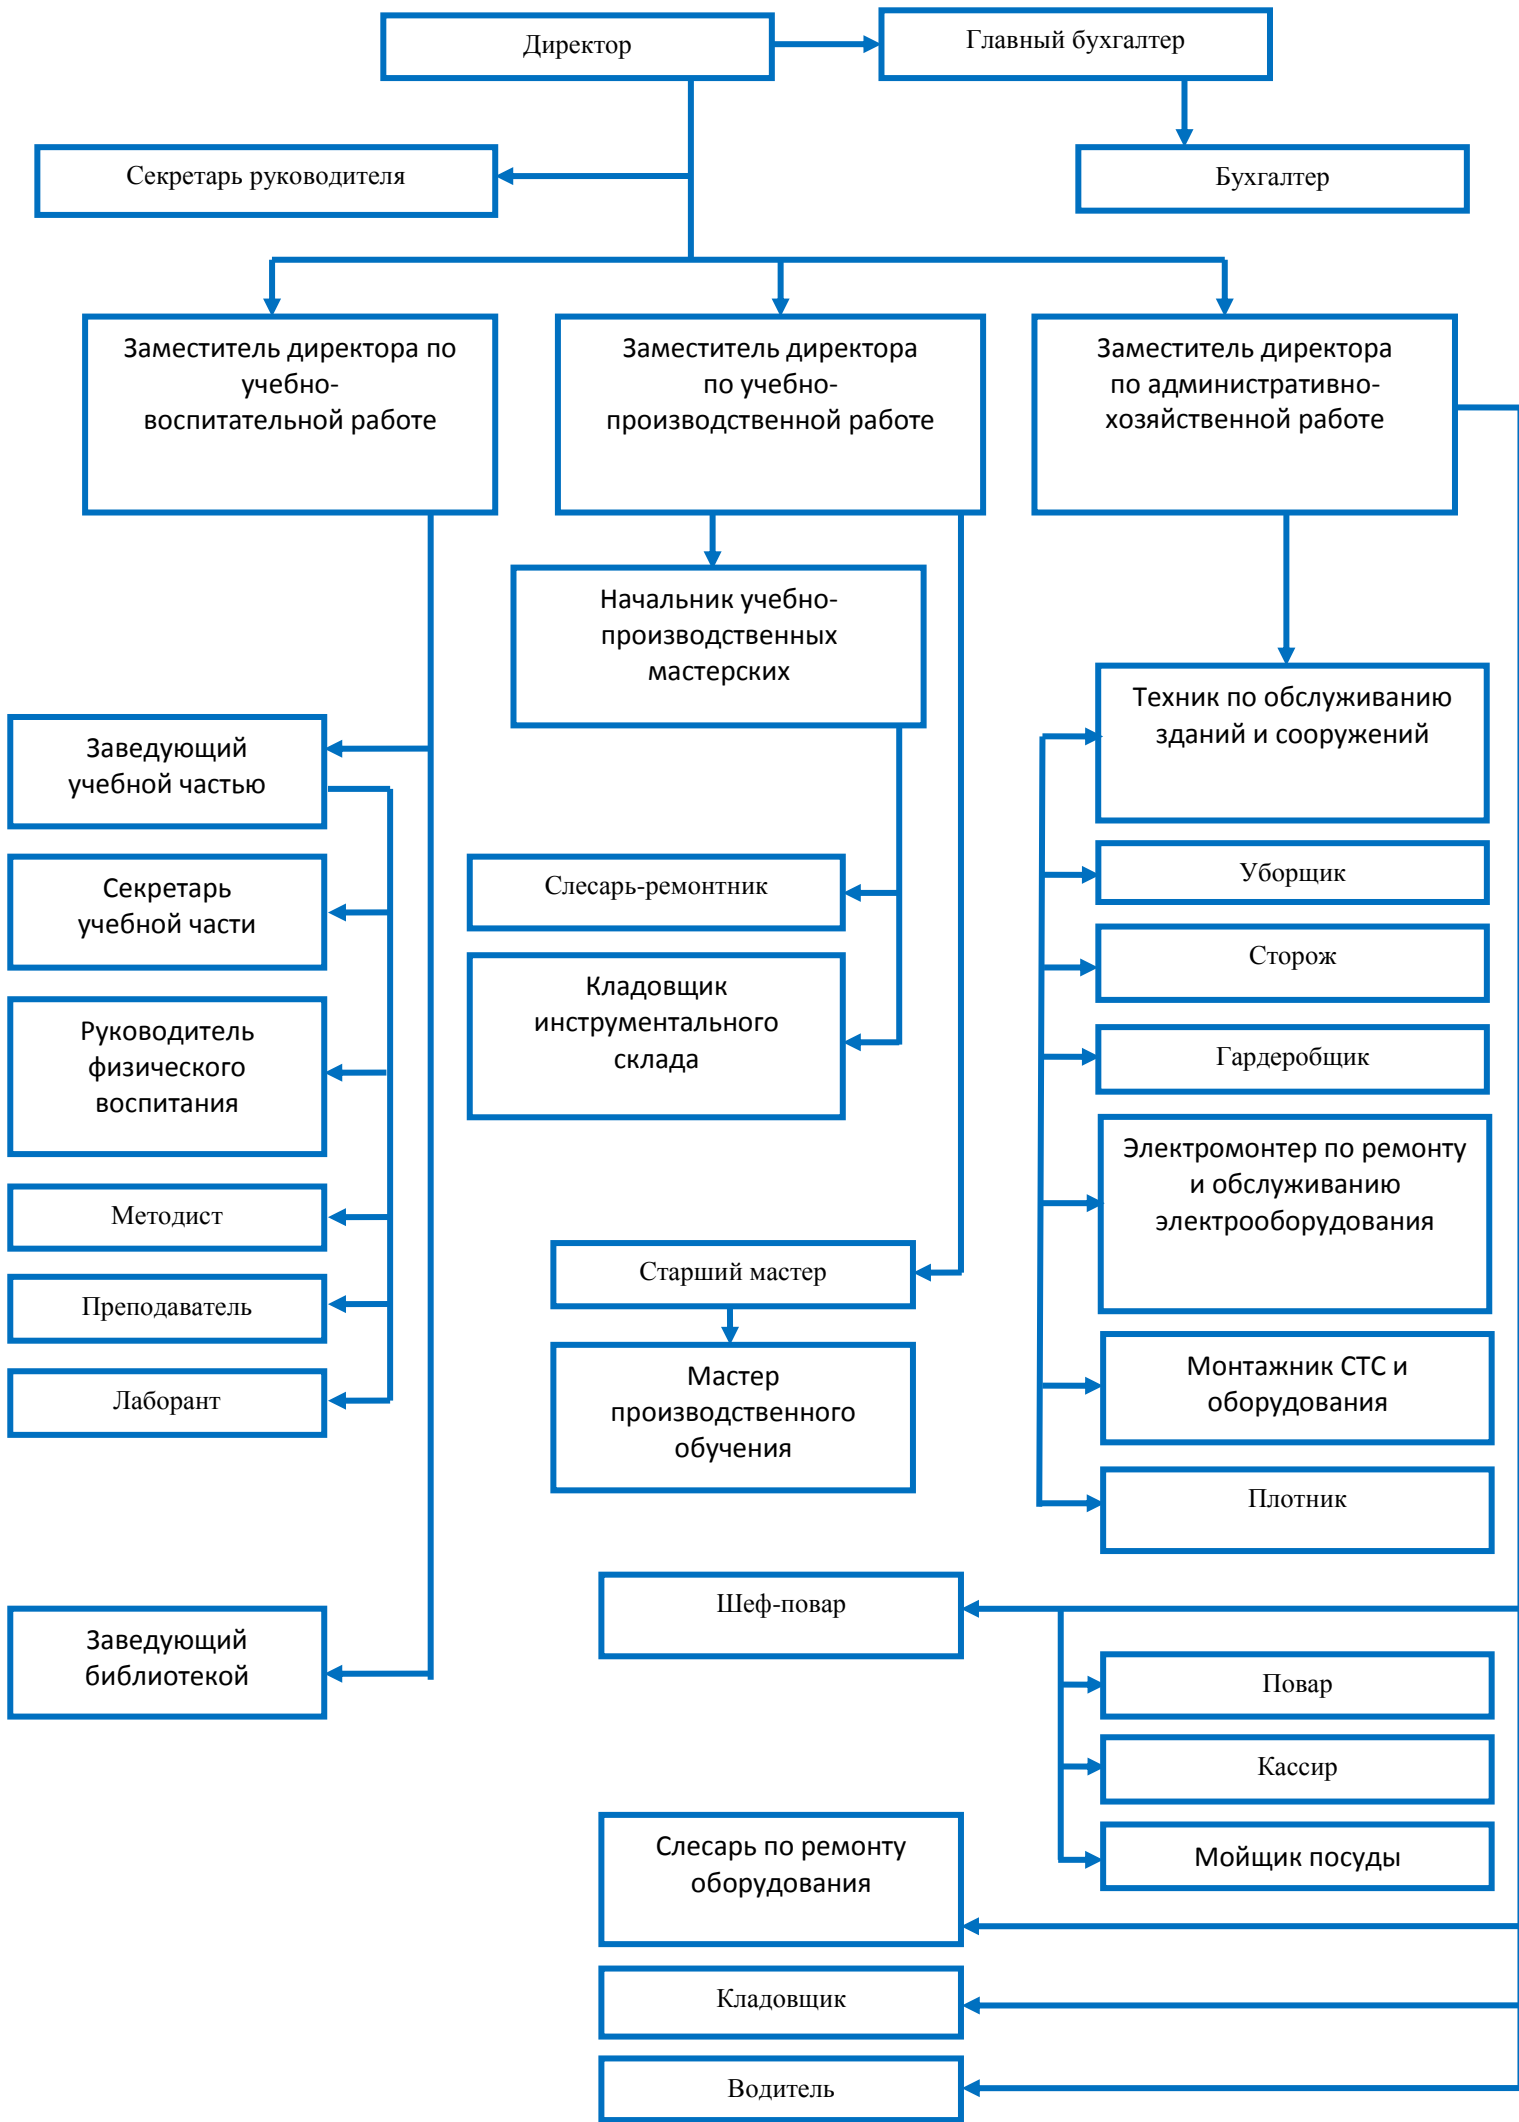 Директор
Главный бухгалтер
Секретарь руководителя
Бухгалтер
Заместитель директора по
учебно-
воспитательной работе
Заместитель директора
по учебно-
производственной работе
Заместитель директора
по административно-
хозяйственной работе
Начальник учебно-
производственных
мастерских
Техник по обслуживанию
зданий и сооружений
Заведующий
учебной частью
Секретарь
учебной части
Слесарь-ремонтник
Уборщик
Сторож
Кладовщик
инструментального
склада
Руководитель
физического
воспитания
Гардеробщик
Электромонтер по ремонту
и обслуживанию
электрооборудования
Методист
Преподаватель
Лаборант
Старший мастер
Мастер
производственного
обучения
Монтажник СТС и
оборудования
Плотник
Шеф-повар
Заведующий
библиотекой
Повар
Кассир
Мойщик посуды
Слесарь по ремонту
оборудования
Кладовщик
Водитель